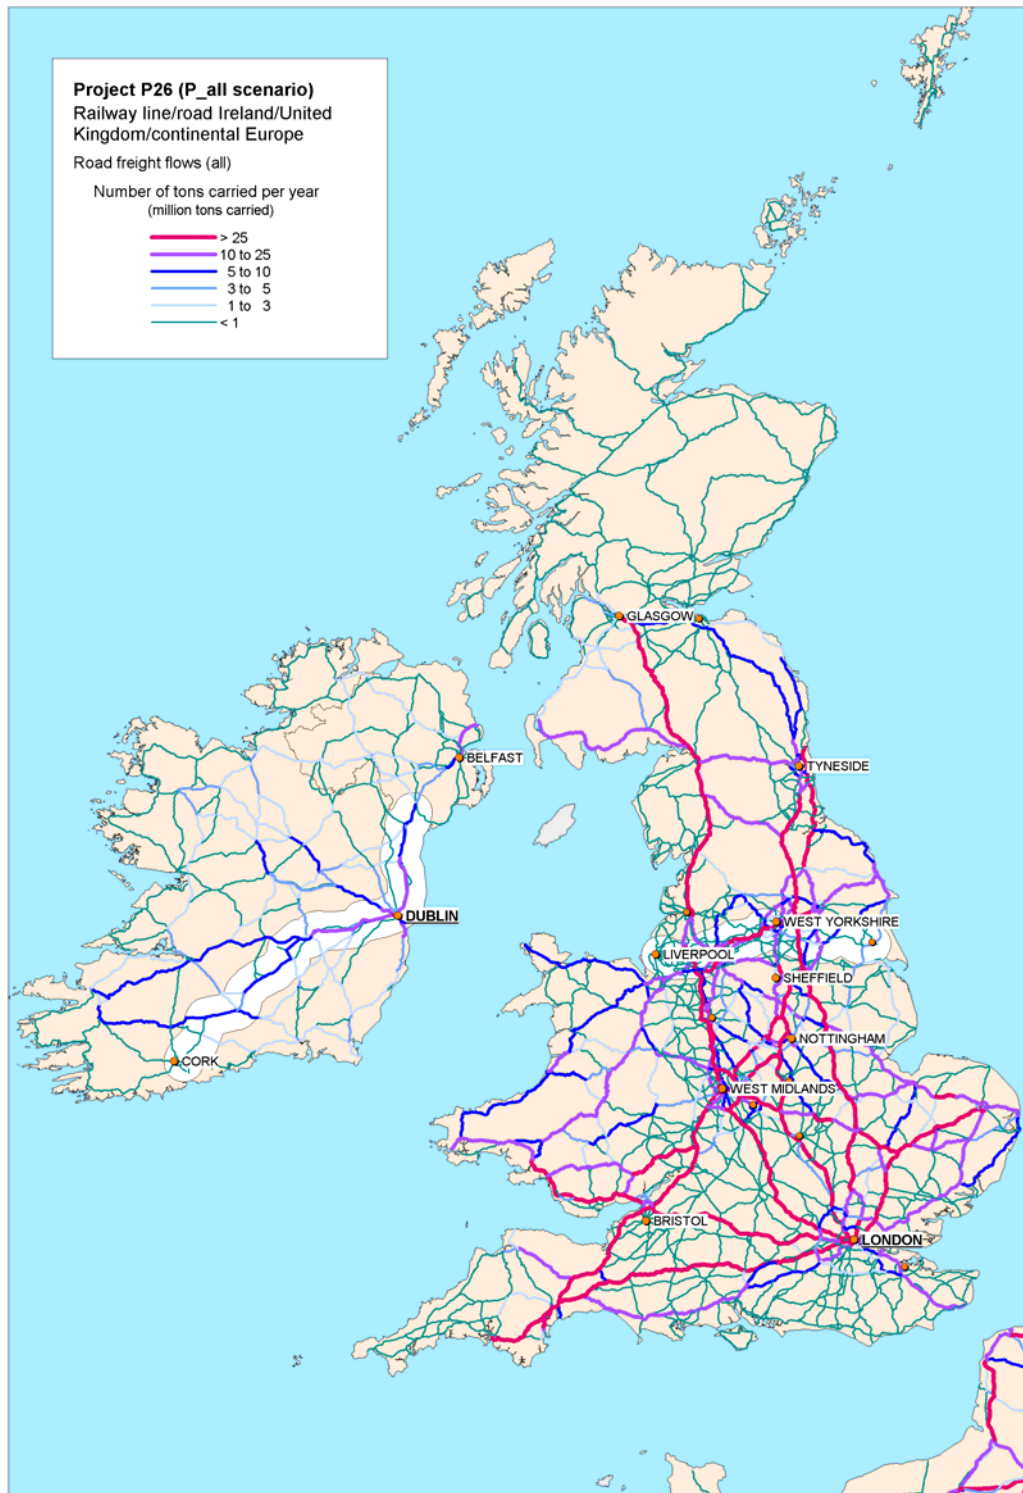 Project P26 (P_all scenario)
Railway line/road Ireland/United
Kingdom/continental Europe
Road freight flows (all)
Number of tons carried per year
(million tons carried)
> 25
10 to 25
5 to 10
3 to 5
1 to 3
< 1
GLASGOW
BELFAST
TYNESIDE
DUBLIN
WEST YORKSHIRE
LIVERPOOL
SHEFFIELD
NOTTINGHAM
CORK
WEST MIDLANDS
BRISTOL
LONDON